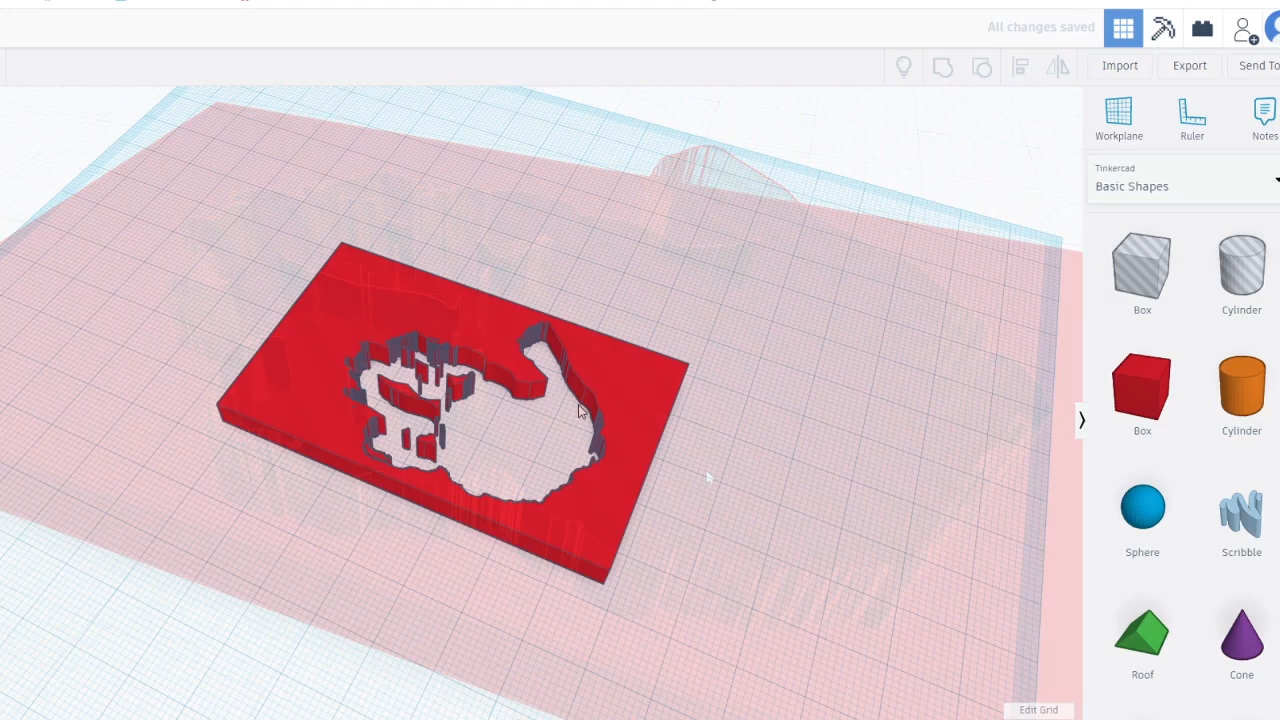 All changes saved
Import
Export
Send To
Workplane
Ruler
Notes
Tinkercad
Basic Shapes
Box
Cylinder
Box
Cylinder
Sphere
Scribble
Roof
Cone
Edit Grid